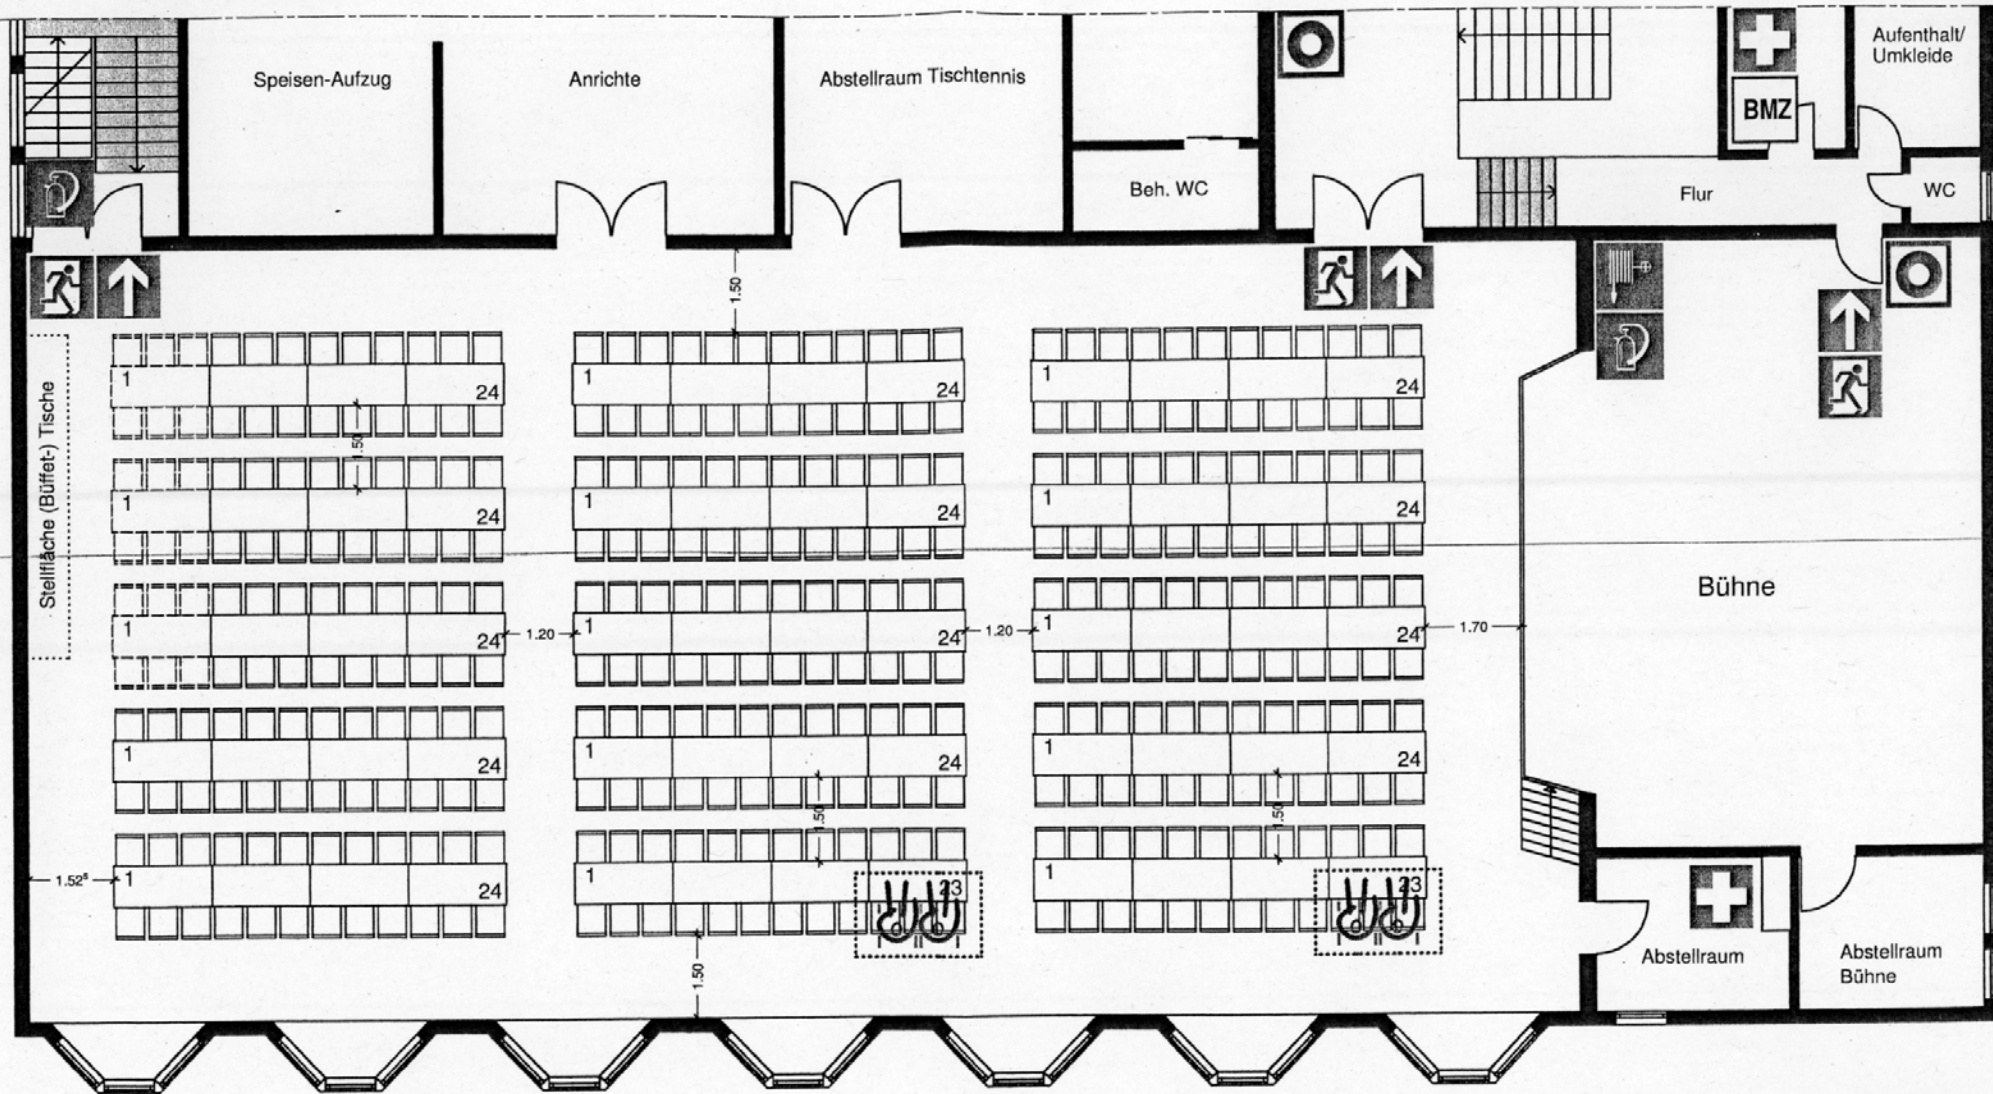 Speisen-Aufzug
Anrichte
Abstellraum Tischtennis
Beh. WC
BMZ
Aufenthalt/
Umkleide
Flur
WC
1.50
Stellfläche (Büffet-) Tische
1
24
1
24
1
24
1.50
1
24
1
24
1
24
1
24
1.20
1
24
1.20
1
24
1.70
Bühne
1
24
1
24
1
24
1.50
1.50
1.52⁵
1
24
1
23
1
23
1.50
Abstellraum
Abstellraum
Bühne